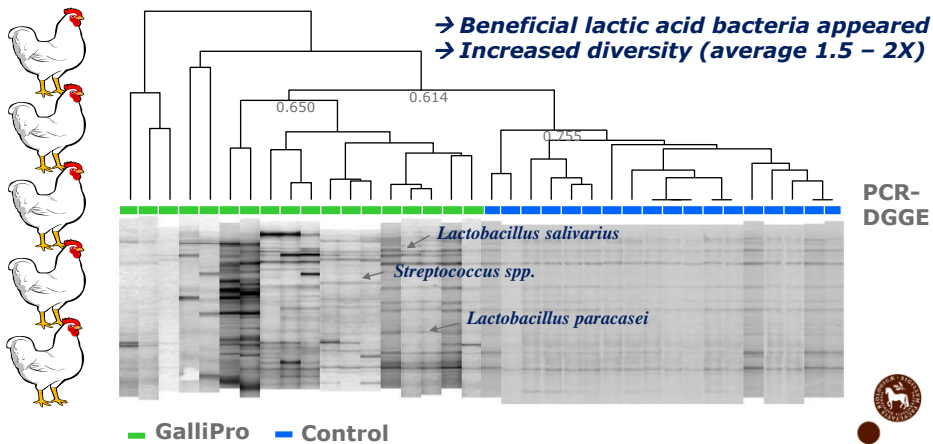 → Beneficial lactic acid bacteria appeared
→ Increased diversity (average 1.5 – 2X)
0.650
0.614
0.755
PCR-
DGGE
Lactobacillus salivarius
Streptococcus spp.
Lactobacillus paracasei
GalliPro
Control